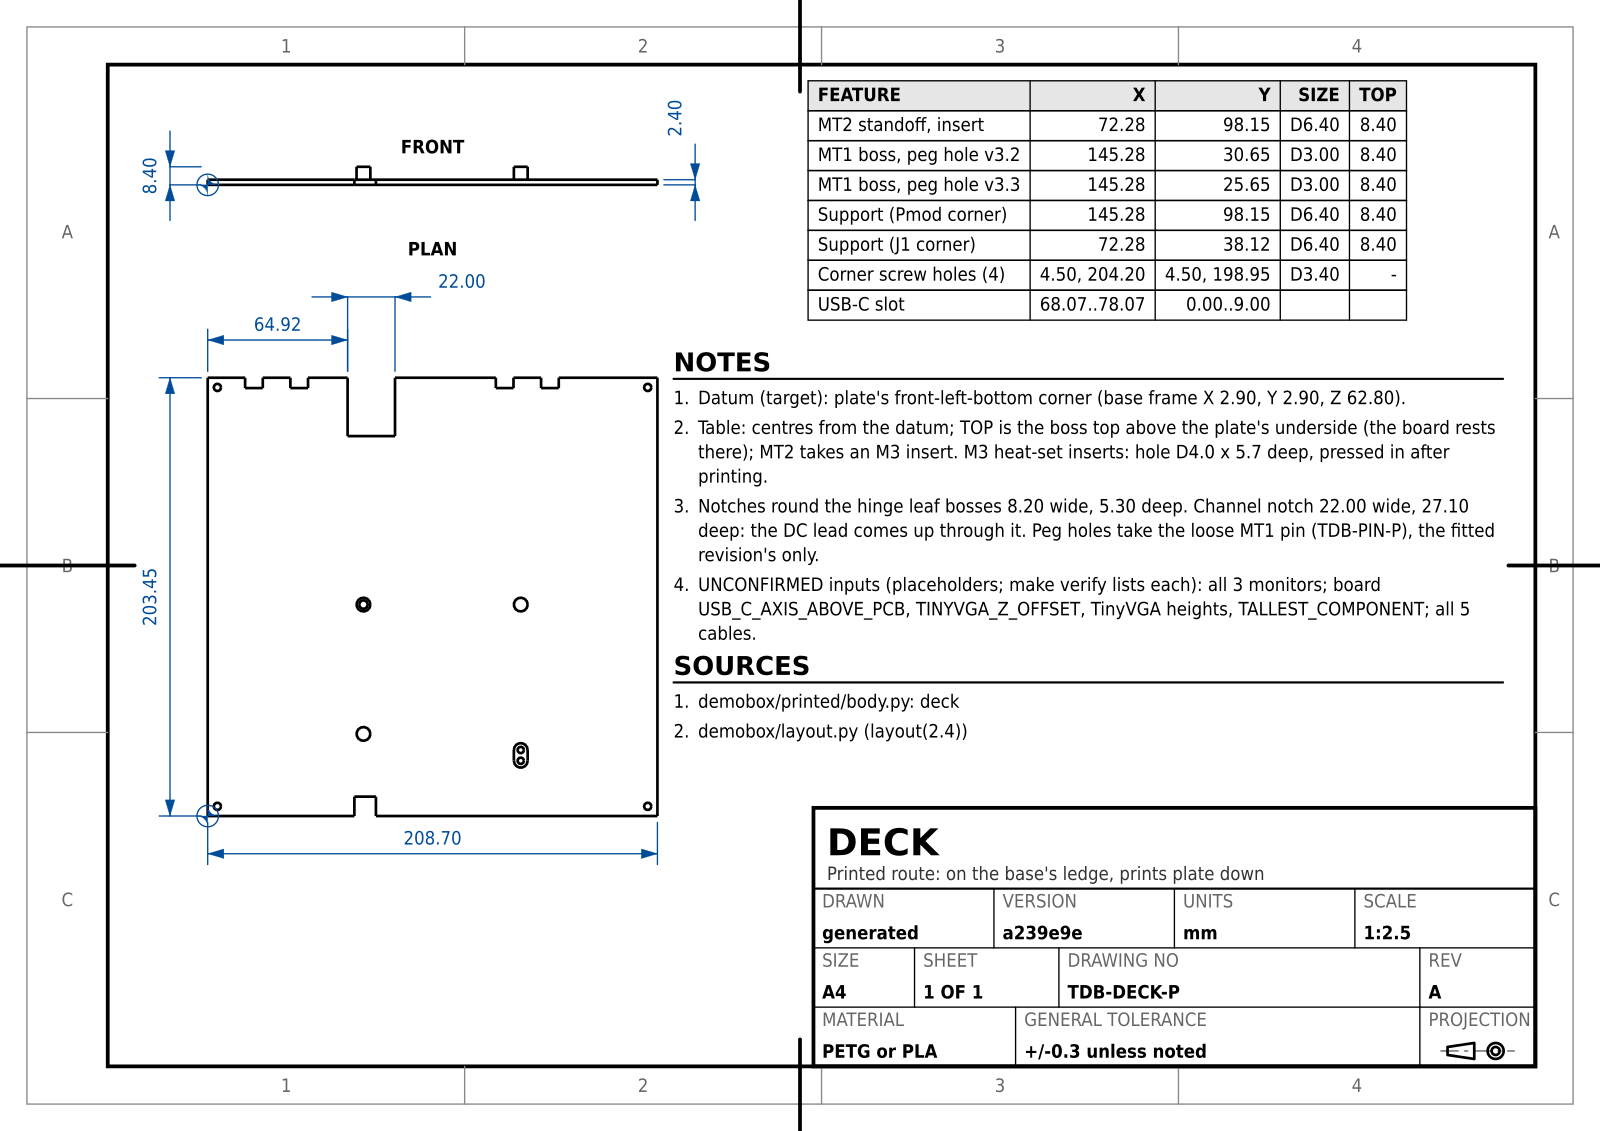 1 2 3 4
A
B
C
A
B
C
FRONT
8.40
2.40
PLAN
22.00
64.92
203.45
208.70
FEATURE X Y SIZE TOP
MT2 standoff, insert 72.28 98.15 D6.40 8.40
MT1 boss, peg hole v3.2 145.28 30.65 D3.00 8.40
MT1 boss, peg hole v3.3 145.28 25.65 D3.00 8.40
Support (Pmod corner) 145.28 98.15 D6.40 8.40
Support (J1 corner) 72.28 38.12 D6.40 8.40
Corner screw holes (4) 4.50, 204.20 4.50, 198.95 D3.40 -
USB-C slot 68.07..78.07 0.00..9.00
NOTES
1. Datum (target): plate's front-left-bottom corner (base frame X 2.90, Y 2.90, Z 62.80).
2. Table: centres from the datum; TOP is the boss top above the plate's underside (the board rests
there); MT2 takes an M3 insert. M3 heat-set inserts: hole D4.0 x 5.7 deep, pressed in after
printing.
3. Notches round the hinge leaf bosses 8.20 wide, 5.30 deep. Channel notch 22.00 wide, 27.10
deep: the DC lead comes up through it. Peg holes take the loose MT1 pin (TDB-PIN-P), the fitted
revision's only.
4. UNCONFIRMED inputs (placeholders; make verify lists each): all 3 monitors; board
USB_C_AXIS_ABOVE_PCB, TINYVGA_Z_OFFSET, TinyVGA heights, TALLEST_COMPONENT; all 5
cables.
SOURCES
1. demobox/printed/body.py: deck
2. demobox/layout.py (layout(2.4))
DECK
Printed route: on the base's ledge, prints plate down
DRAWN VERSION UNITS SCALE
generated a239e9e mm 1:2.5
SIZE SHEET DRAWING NO REV
A4 1 OF 1 TDB-DECK-P A
MATERIAL GENERAL TOLERANCE PROJECTION
PETG or PLA +/-0.3 unless noted
1 2 3 4